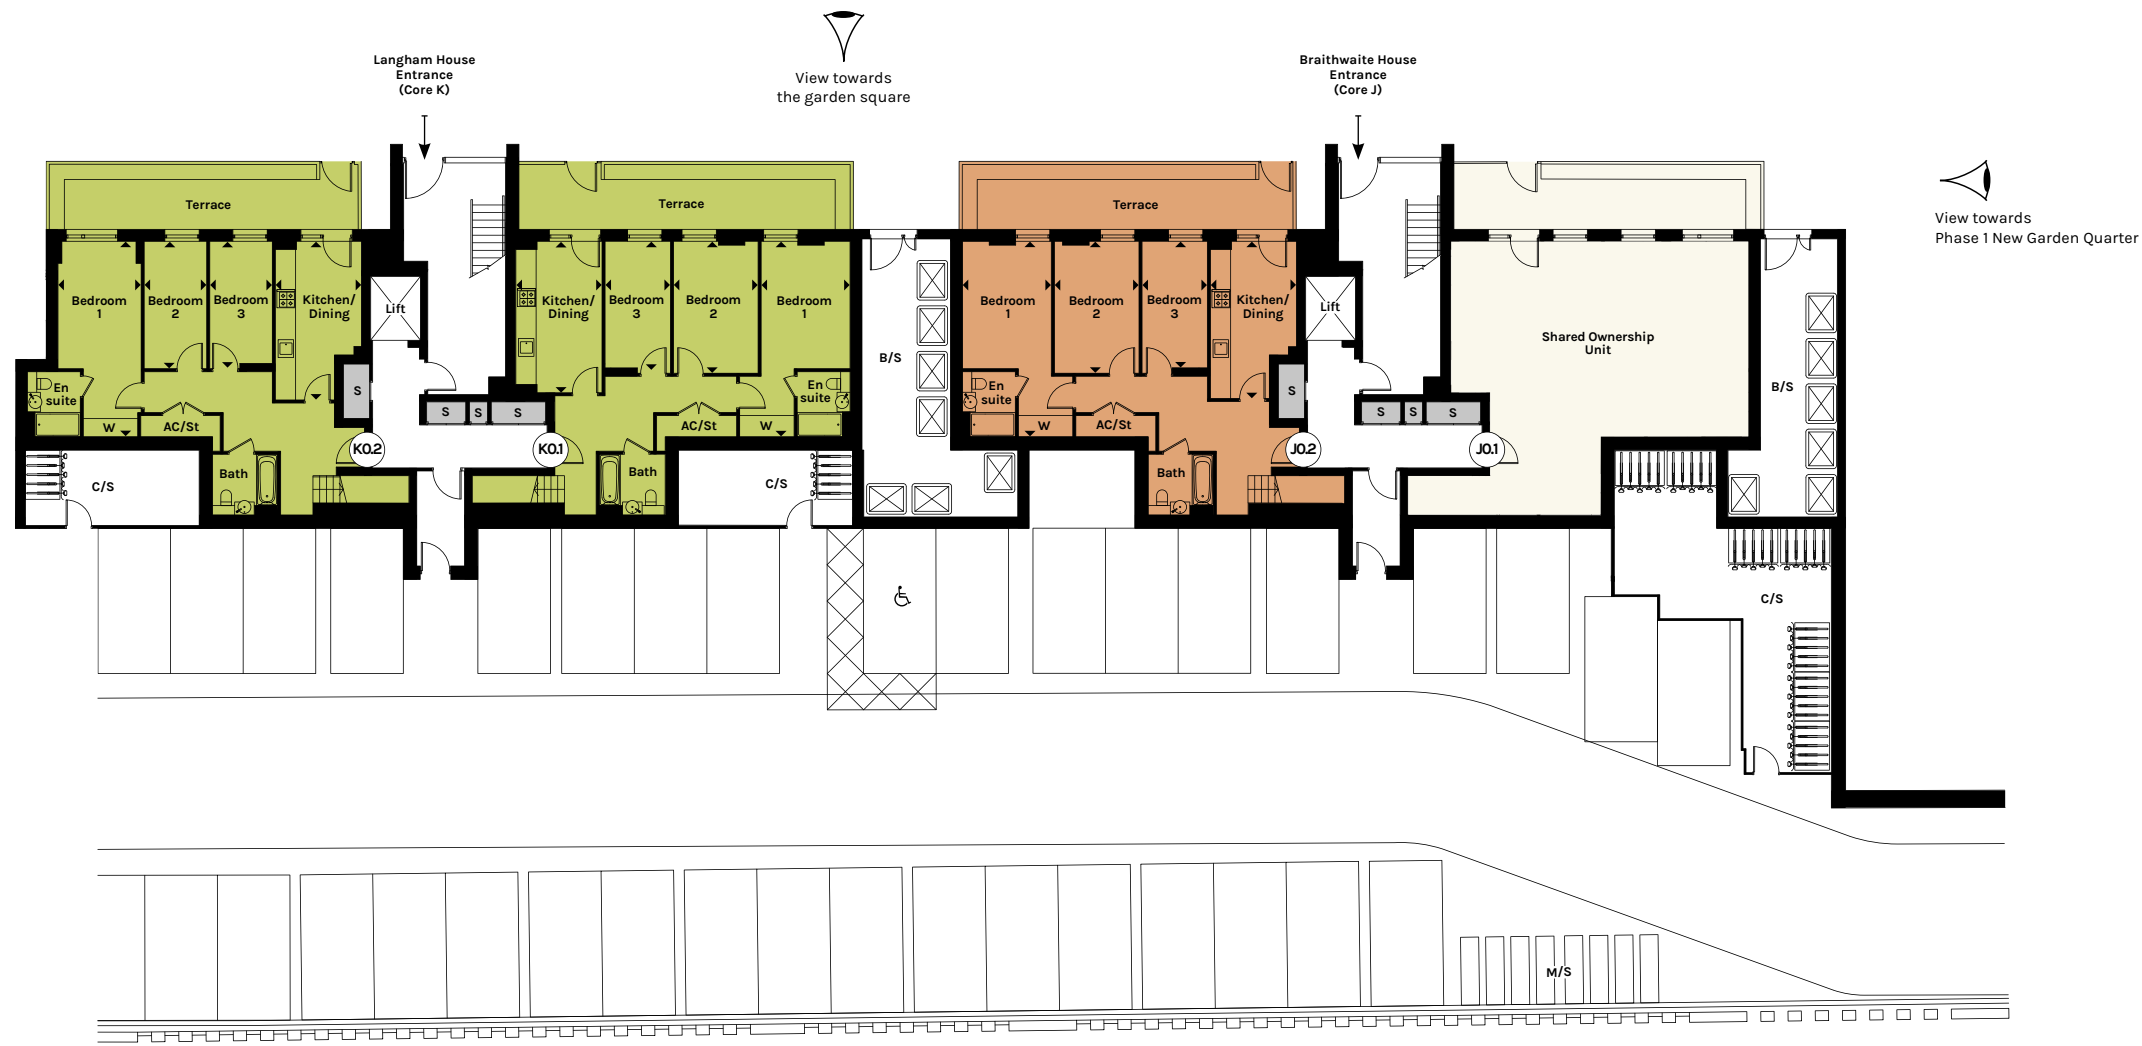 Langham House
Entrance
(Core K)
View towards
the garden square
Braithwaite House
Entrance
(Core J)
View towards
Phase 1 New Garden Quarter
Terrace
Terrace
Terrace
Bedroom
1
Bedroom
2
Bedroom
3
Kitchen/
Dining
Lift
Kitchen/
Dining
Bedroom
3
Bedroom
2
Bedroom
1
B/S
Bedroom
1
Bedroom
2
Bedroom
3
Kitchen/
Dining
Lift
Shared Ownership
Unit
B/S
En
suite
W
AC/St
S
S
S
S
AC/St
W
En
suite
En
suite
W
AC/St
S
S
S
S
K0.2
K0.1
J0.2
J0.1
C/S
Bath
Bath
C/S
Bath
C/S
M/S